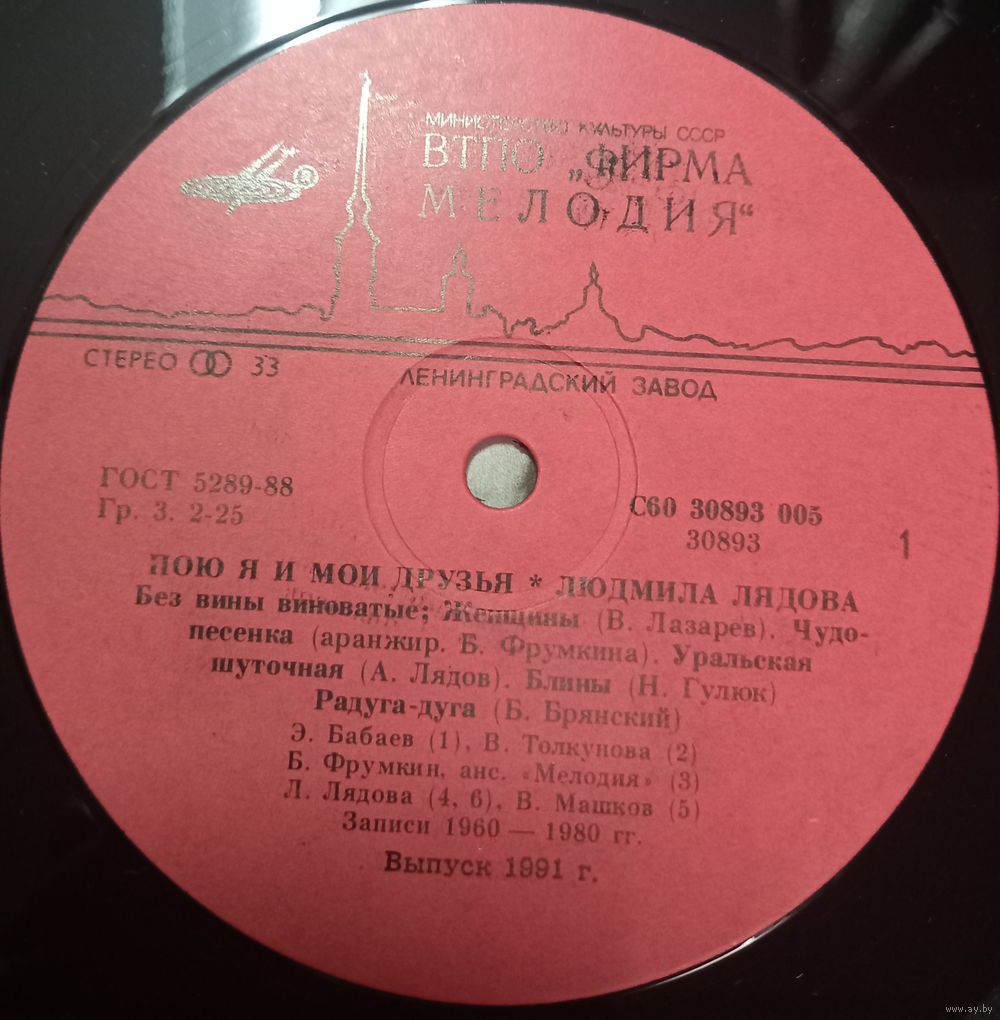 МИНИСТЕРСТВО КУЛЬТУРЫ СССР
ВТПО „ФИРМА
МЕЛОДИЯ“
СТЕРЕО 33
ЛЕНИНГРАДСКИЙ ЗАВОД
ГОСТ 5289-88
Гр. 3. 2-25
С60 30893 005
30893
1
ПОЮ Я И МОИ ДРУЗЬЯ * ЛЮДМИЛА ЛЯДОВА
Без вины виноватые; Женщины (В. Лазарев). Чудо-
песенка (аранжир. Б. Фрумкина). Уральская
шуточная (А. Лядов). Блины (Н. Гулюк)
Радуга-дуга (Б. Брянский)
Э. Бабаев (1), В. Толкунова (2)
Б. Фрумкин, анс. «Мелодия» (3)
Л. Лядова (4, 6), В. Машков (5)
Записи 1960 — 1980 гг.
Выпуск 1991 г.
www.ay.by